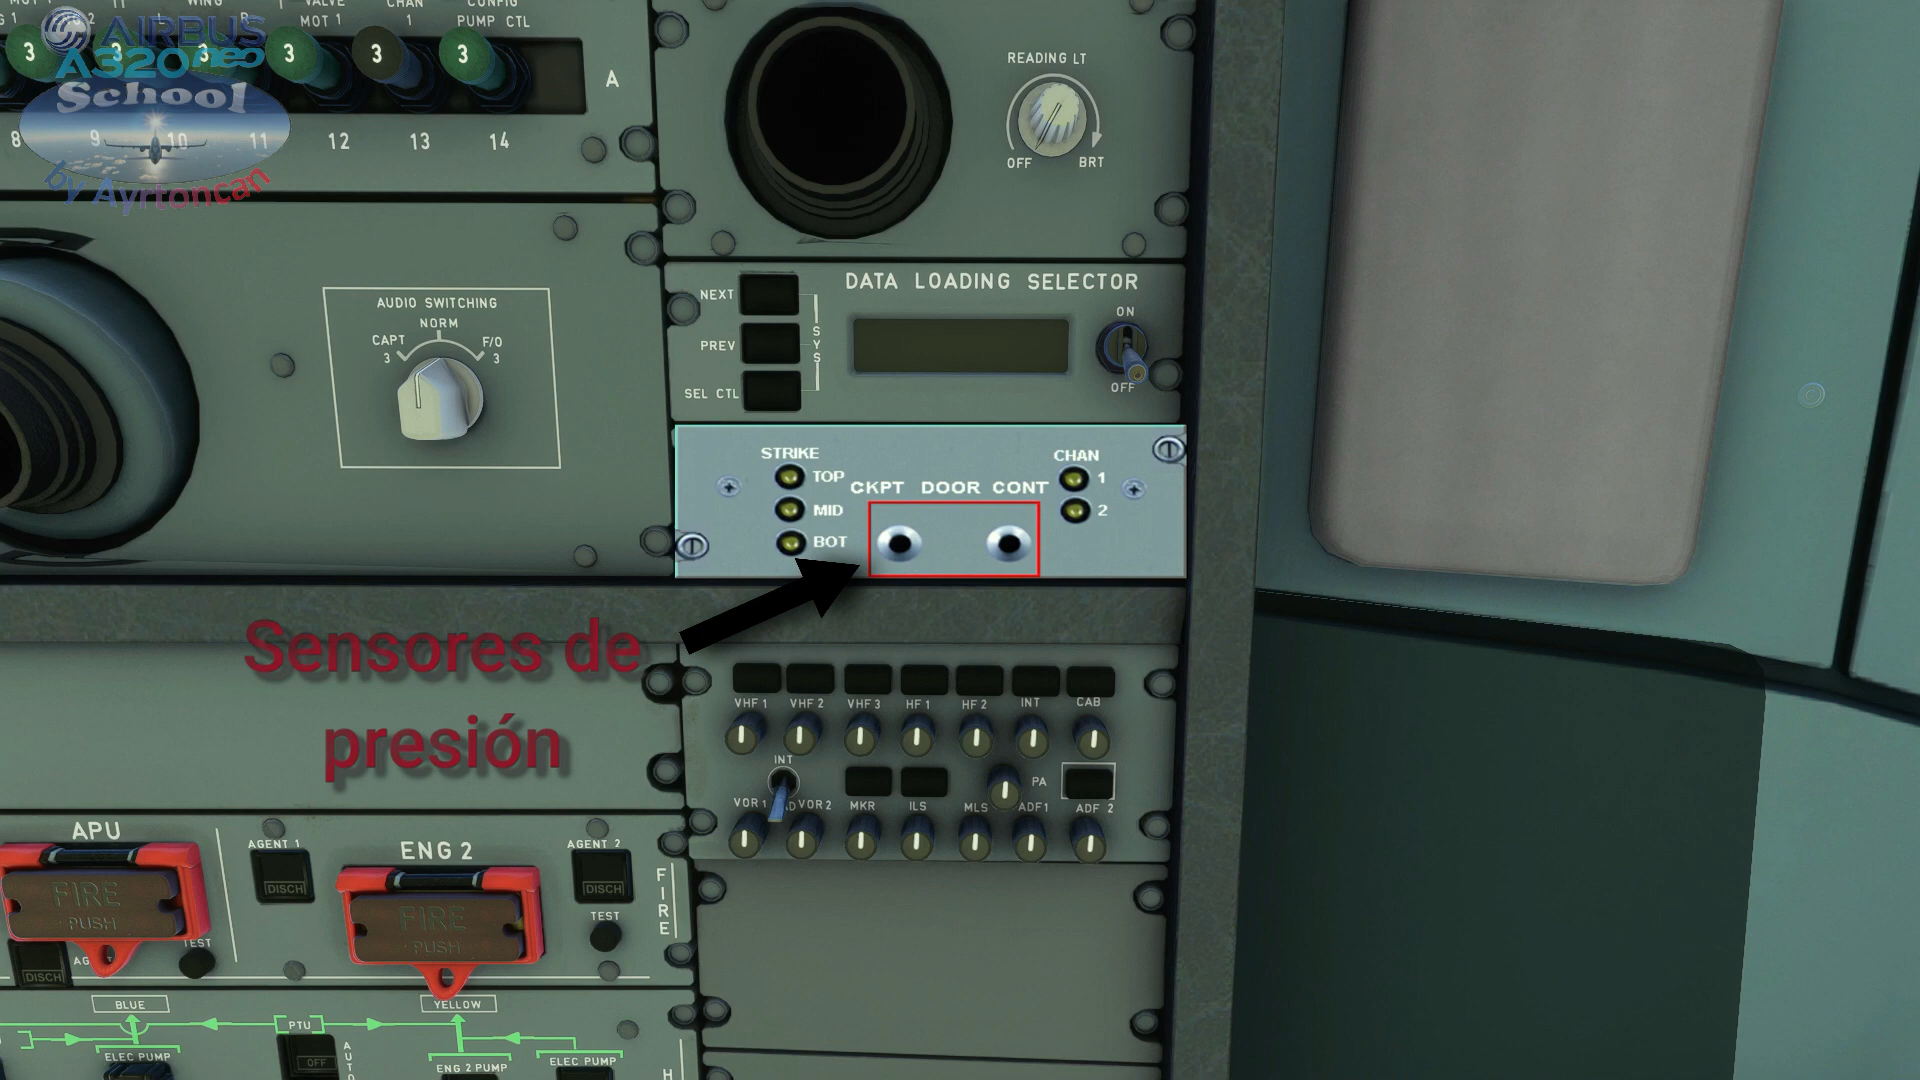 WING
VALVE
MOT 1
CHAN
1
CONFIG
PUMP CTL
3 3 3 3 3 3
A
8 9 10 11 12 13 14
AIRBUS
A320neo
School
by Ayrtoncan
READING LT
OFF BRT
AUDIO SWITCHING
NORM
CAPT
3
F/O
3
DATA LOADING SELECTOR
NEXT
PREV
SEL CTL
SYS
ON
OFF
STRIKE
TOP
MID
BOT
CKPT DOOR CONT
CHAN
1
2
Sensores de
presión
VHF 1 VHF 2 VHF 3 HF 1 HF 2 INT CAB
INT
PA
VOR 1 VOR 2 MKR ILS MLS ADF1 ADF 2
APU
FIRE
PUSH
TEST
DISCH
AGENT 1
DISCH
ENG 2
FIRE
PUSH
AGENT 2
DISCH
TEST
FIRE
BLUE
PTU
YELLOW
ELEC PUMP
OFF
AUTO
ENG 2 PUMP
ELEC PUMP
H